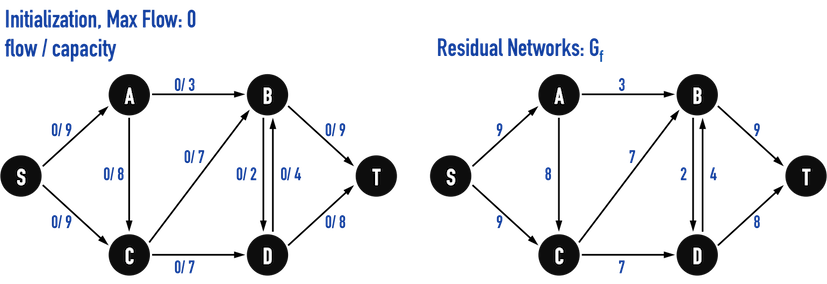 Initialization, Max Flow: 0
flow / capacity
Residual Networks: Gf
A
0/ 3
B
0/ 9
0/ 9
0/ 8
0/ 7
0/ 2
0/ 4
S
T
0/ 9
0/ 8
C
0/ 7
D
A
3
B
9
9
8
7
2
4
S
T
9
8
C
7
D